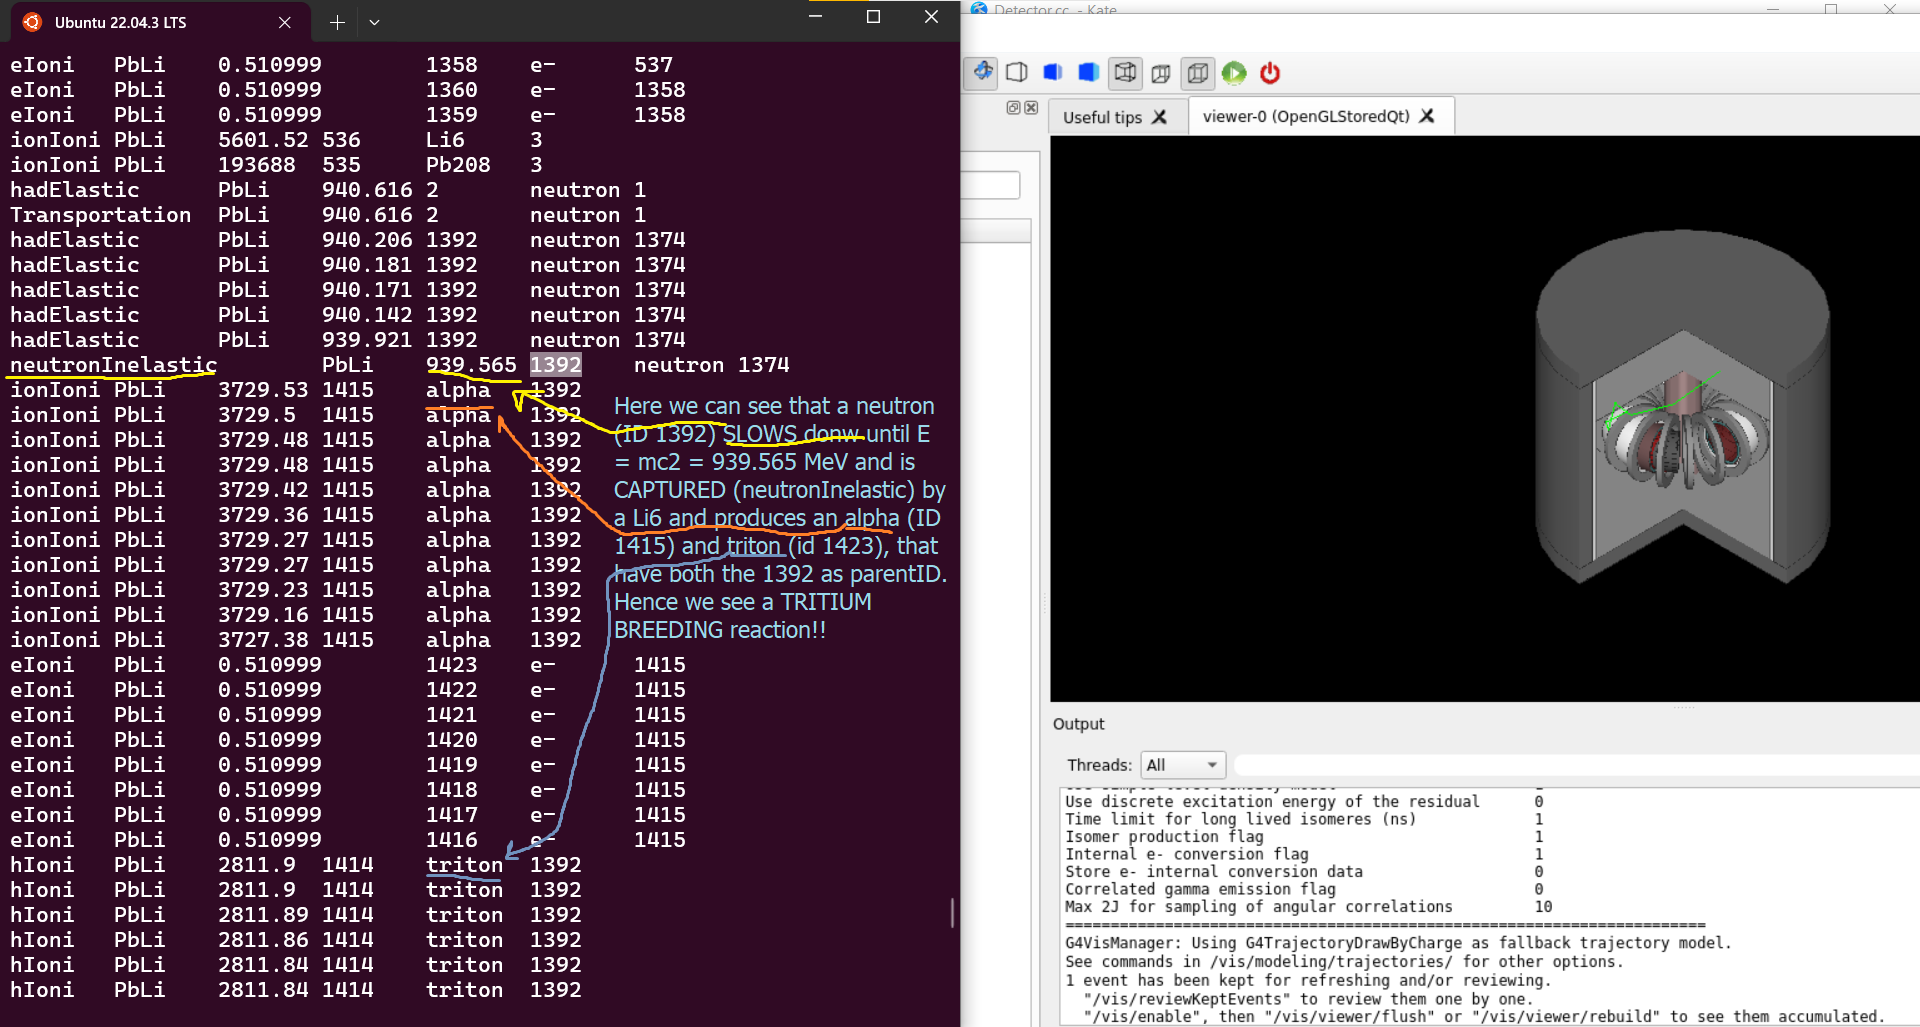 Ubuntu 22.04.3 LTS
Detector.cc - Kate
eIoni PbLi 0.510999 1358 e- 537
eIoni PbLi 0.510999 1360 e- 1358
eIoni PbLi 0.510999 1359 e- 1358
ionIoni PbLi 5601.52 536 Li6 3
ionIoni PbLi 193688 535 Pb208 3
hadElastic PbLi 940.616 2 neutron 1
Transportation PbLi 940.616 2 neutron 1
hadElastic PbLi 940.206 1392 neutron 1374
hadElastic PbLi 940.181 1392 neutron 1374
hadElastic PbLi 940.171 1392 neutron 1374
hadElastic PbLi 940.142 1392 neutron 1374
hadElastic PbLi 939.921 1392 neutron 1374
neutronInelastic PbLi 939.565 1392 neutron 1374
ionIoni PbLi 3729.53 1415 alpha 1392
ionIoni PbLi 3729.5 1415 alpha 1392
ionIoni PbLi 3729.48 1415 alpha 1392
ionIoni PbLi 3729.48 1415 alpha 1392
ionIoni PbLi 3729.42 1415 alpha 1392
ionIoni PbLi 3729.36 1415 alpha 1392
ionIoni PbLi 3729.27 1415 alpha 1392
ionIoni PbLi 3729.27 1415 alpha 1392
ionIoni PbLi 3729.23 1415 alpha 1392
ionIoni PbLi 3729.16 1415 alpha 1392
ionIoni PbLi 3727.38 1415 alpha 1392
eIoni PbLi 0.510999 1423 e- 1415
eIoni PbLi 0.510999 1422 e- 1415
eIoni PbLi 0.510999 1421 e- 1415
eIoni PbLi 0.510999 1420 e- 1415
eIoni PbLi 0.510999 1419 e- 1415
eIoni PbLi 0.510999 1418 e- 1415
eIoni PbLi 0.510999 1417 e- 1415
eIoni PbLi 0.510999 1416 e- 1415
hIoni PbLi 2811.9 1414 triton 1392
hIoni PbLi 2811.9 1414 triton 1392
hIoni PbLi 2811.89 1414 triton 1392
hIoni PbLi 2811.86 1414 triton 1392
hIoni PbLi 2811.84 1414 triton 1392
hIoni PbLi 2811.84 1414 triton 1392
Here we can see that a neutron
(ID 1392) SLOWS donw until E
= mc2 = 939.565 MeV and is
CAPTURED (neutronInelastic) by
a Li6 and produces an alpha (ID
1415) and triton (id 1423), that
have both the 1392 as parentID.
Hence we see a TRITIUM
BREEDING reaction!!
Useful tips
viewer-0 (OpenGLStoredQt)
Output
Threads: All
Use discrete excitation energy of the residual 0
Time limit for long lived isomeres (ns) 1
Isomer production flag 1
Internal e- conversion flag 1
Store e- internal conversion data 0
Correlated gamma emission flag 0
Max 2J for sampling of angular correlations 10
=======================================================================
G4VisManager: Using G4TrajectoryDrawByCharge as fallback trajectory model.
See commands in /vis/modeling/trajectories/ for other options.
1 event has been kept for refreshing and/or reviewing.
"/vis/reviewKeptEvents" to review them one by one.
"/vis/enable", then "/vis/viewer/flush" or "/vis/viewer/rebuild" to see them accumulated.